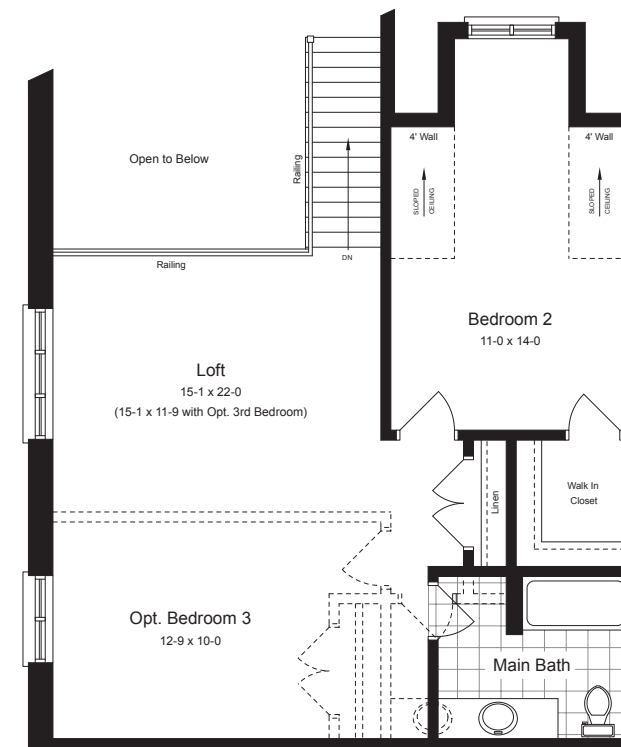 4' Wall
4' Wall
Open to Below
Railing
SLOPED
CEILING
SLOPED
CEILING
DN
Railing
Bedroom 2
11-0 x 14-0
Loft
15-1 x 22-0
(15-1 x 11-9 with Opt. 3rd Bedroom)
Linen
Walk In
Closet
Opt. Bedroom 3
12-9 x 10-0
Main Bath